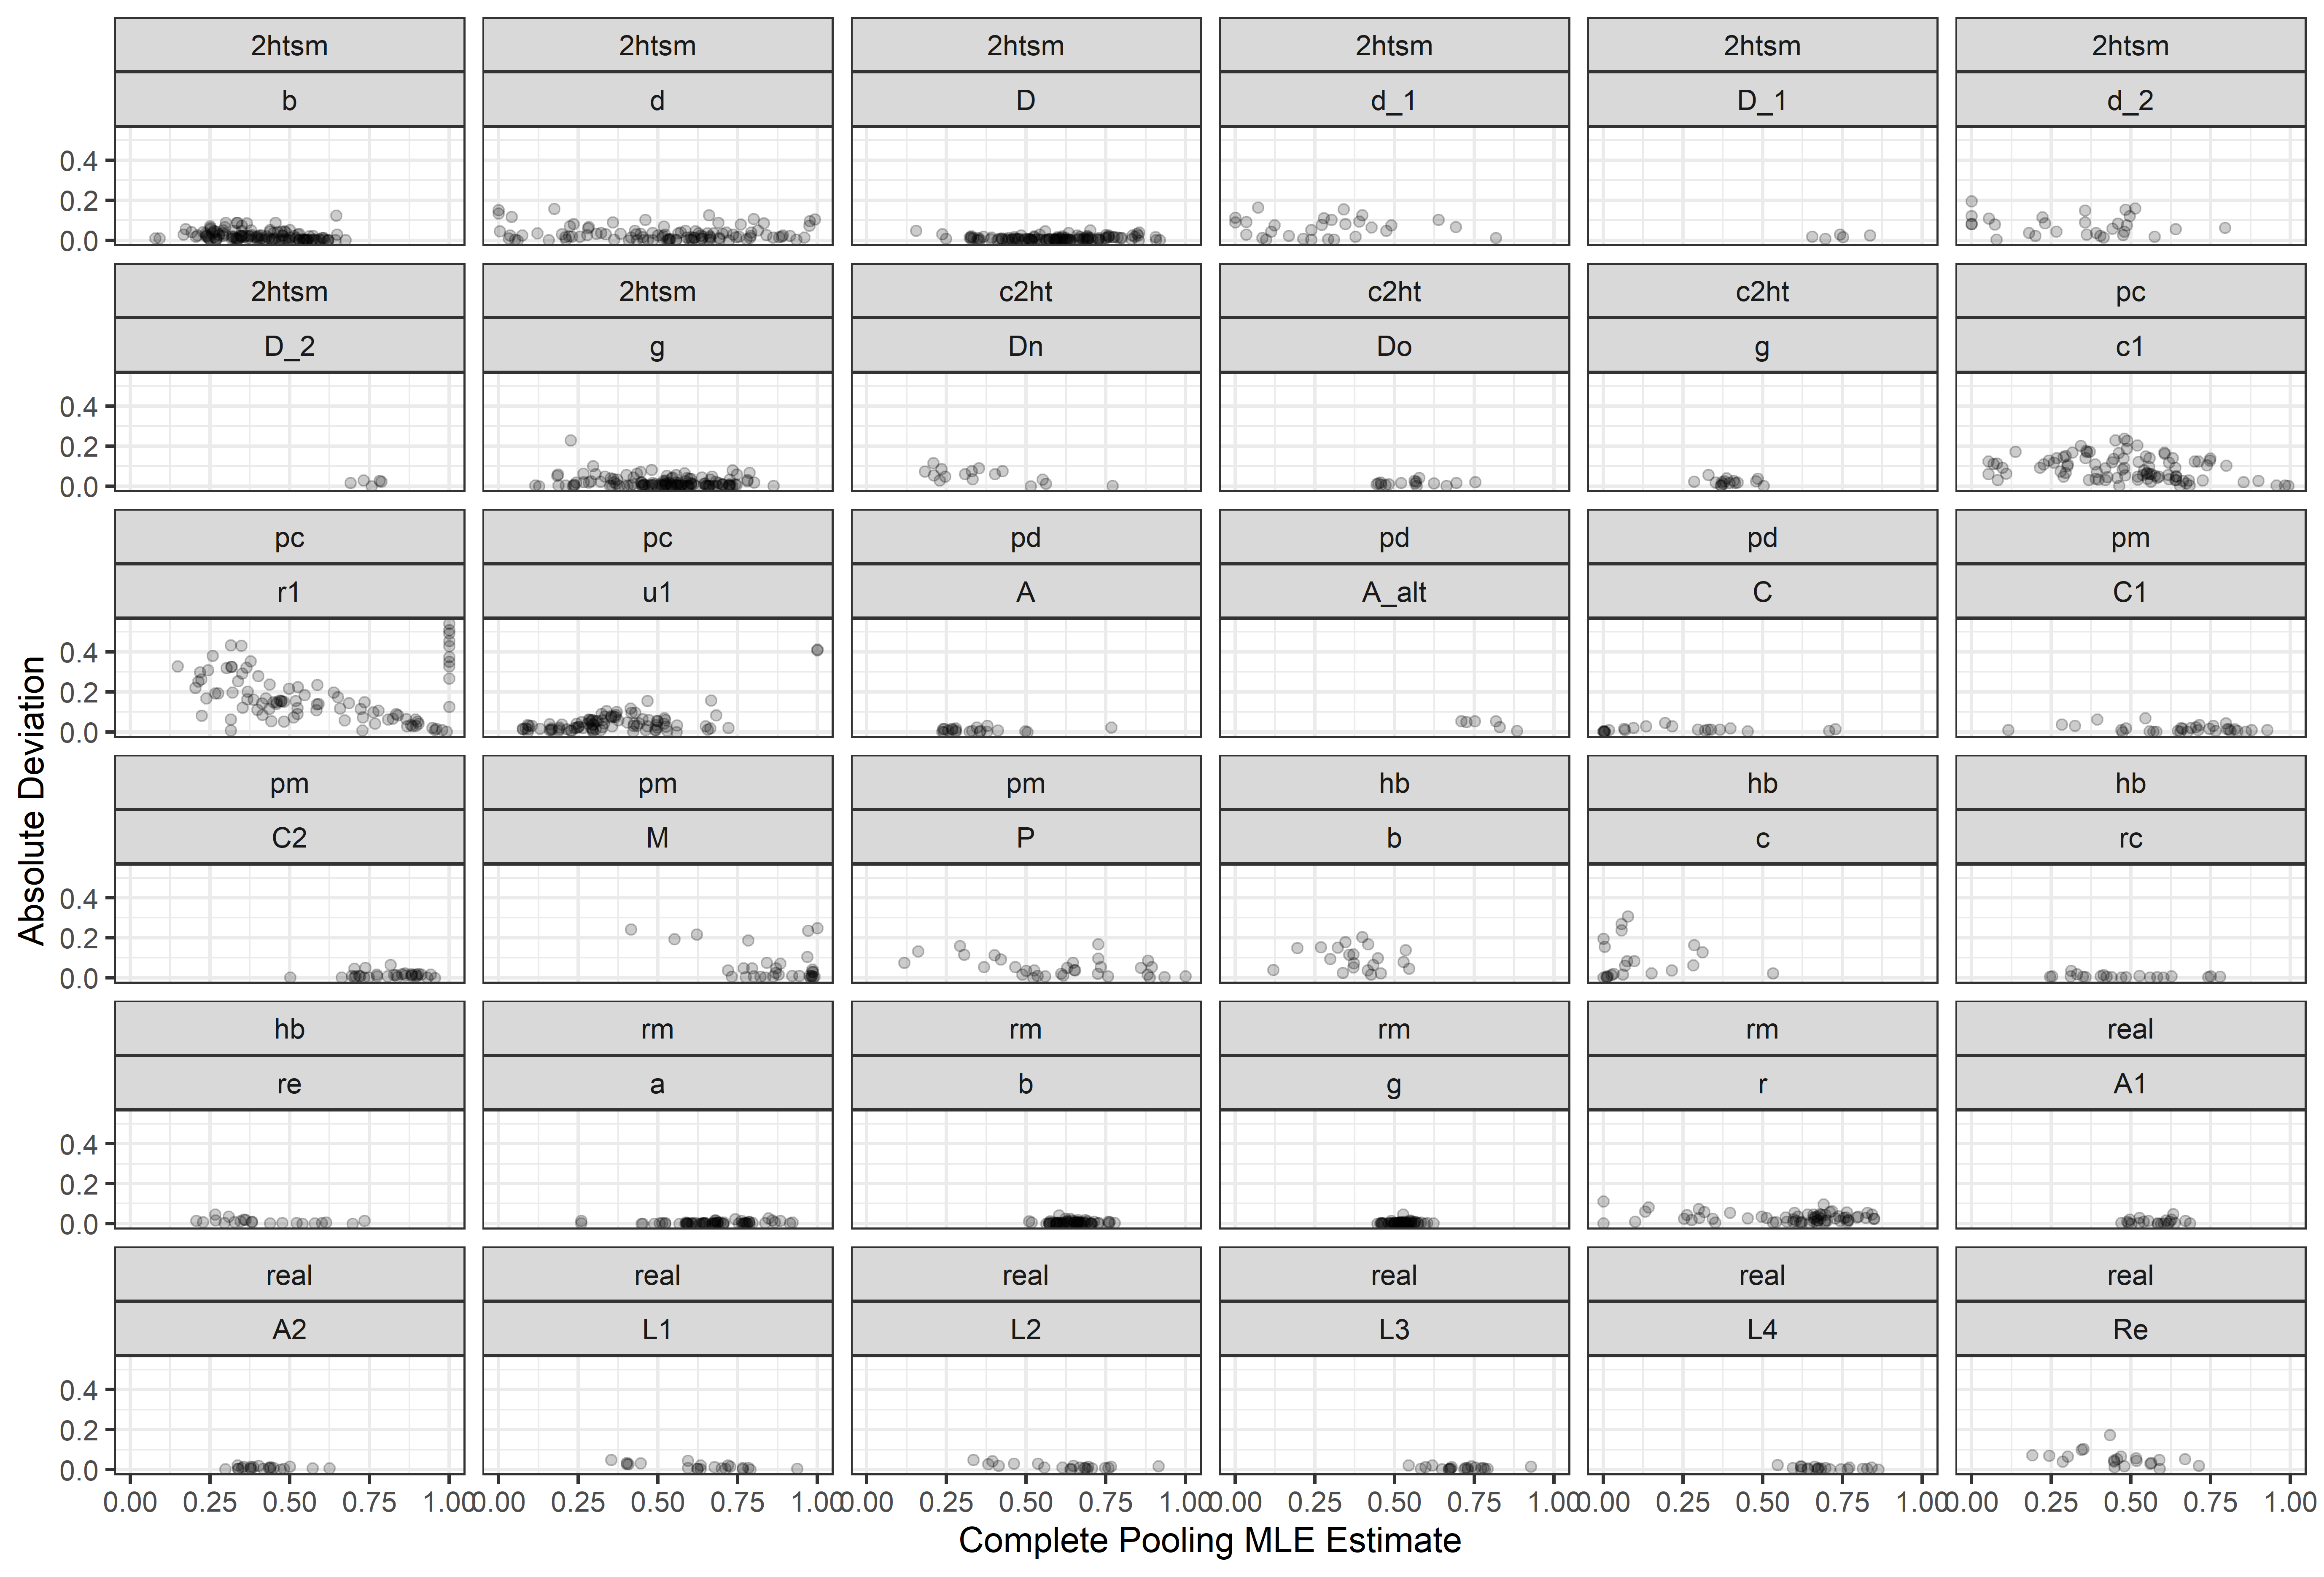 2htsm 2htsm 2htsm 2htsm 2htsm 2htsm
b d D d_1 D_1 d_2
0.4
0.2
0.0
2htsm 2htsm c2ht c2ht c2ht pc
D_2 g Dn Do g c1
0.4
0.2
0.0
pc pc pd pd pd pm
r1 u1 A A_alt C C1
0.4
0.2
0.0
pm pm pm hb hb hb
C2 M P b c rc
0.4
0.2
0.0
hb rm rm rm rm real
re a b g r A1
0.4
0.2
0.0
real real real real real real
A2 L1 L2 L3 L4 Re
0.4
0.2
0.0
0.00 0.25 0.50 0.75 1.00 0.00 0.25 0.50 0.75 1.00 0.00 0.25 0.50 0.75 1.00 0.00 0.25 0.50 0.75 1.00 0.00 0.25 0.50 0.75 1.00 0.00 0.25 0.50 0.75 1.00
Complete Pooling MLE Estimate
Absolute Deviation